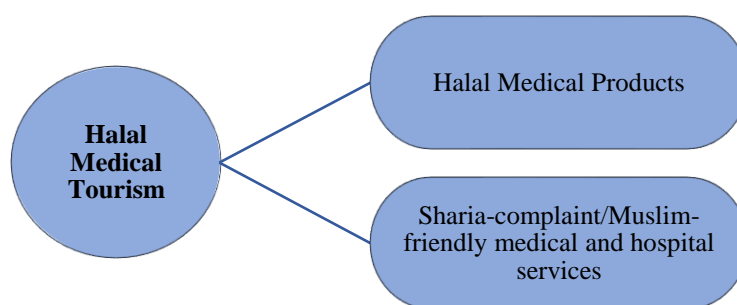 Halal
Medical
Tourism
Halal Medical Products
Sharia-complaint/Muslim-
friendly medical and hospital
services